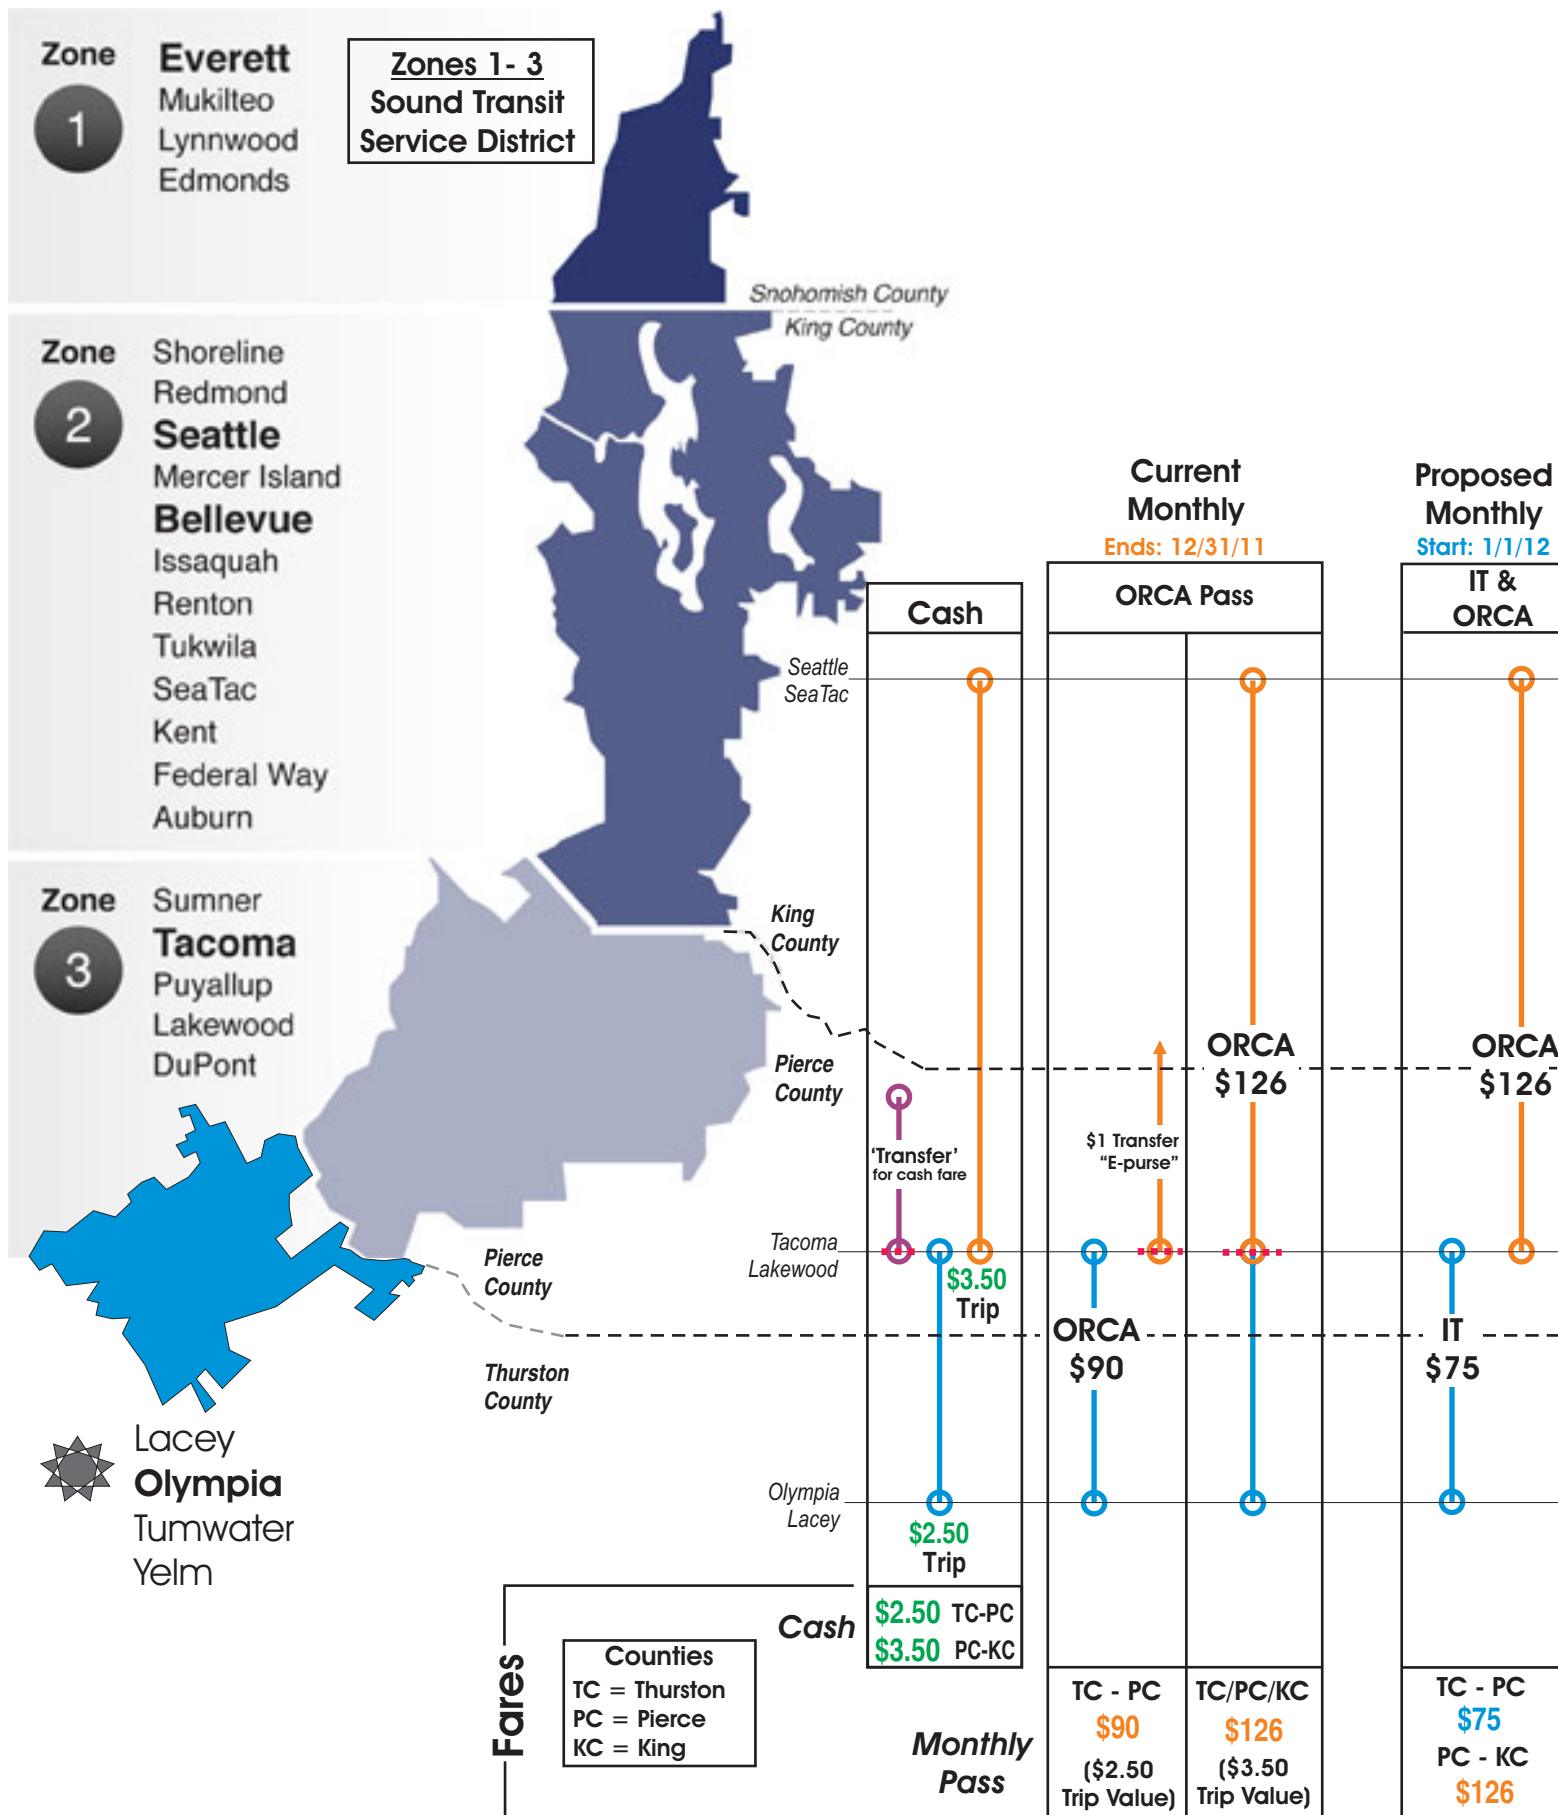 Zone
1
Everett
Mukilteo
Lynnwood
Edmonds
Zones 1- 3
Sound Transit
Service District
Snohomish County
King County
Zone
2
Shoreline
Redmond
Seattle
Mercer Island
Bellevue
Issaquah
Renton
Tukwila
SeaTac
Kent
Federal Way
Auburn
Zone
3
Sumner
Tacoma
Puyallup
Lakewood
DuPont
King
County
Pierce
County
Pierce
County
Thurston
County
Lacey
Olympia
Tumwater
Yelm
Current
Monthly
Ends: 12/31/11
Proposed
Monthly
Start: 1/1/12
Cash
ORCA Pass
IT &
ORCA
Seattle
SeaTac
ORCA
$126
ORCA
$126
'Transfer'
for cash fare
$1 Transfer
"E-purse"
Tacoma
Lakewood
$3.50
Trip
ORCA
$90
IT
$75
Olympia
Lacey
$2.50
Trip
Fares
Cash
$2.50 TC-PC
$3.50 PC-KC
Counties
TC = Thurston
PC = Pierce
KC = King
Monthly
Pass
TC - PC
$90
($2.50
Trip Value)
TC/PC/KC
$126
($3.50
Trip Value)
TC - PC
$75
PC - KC
$126